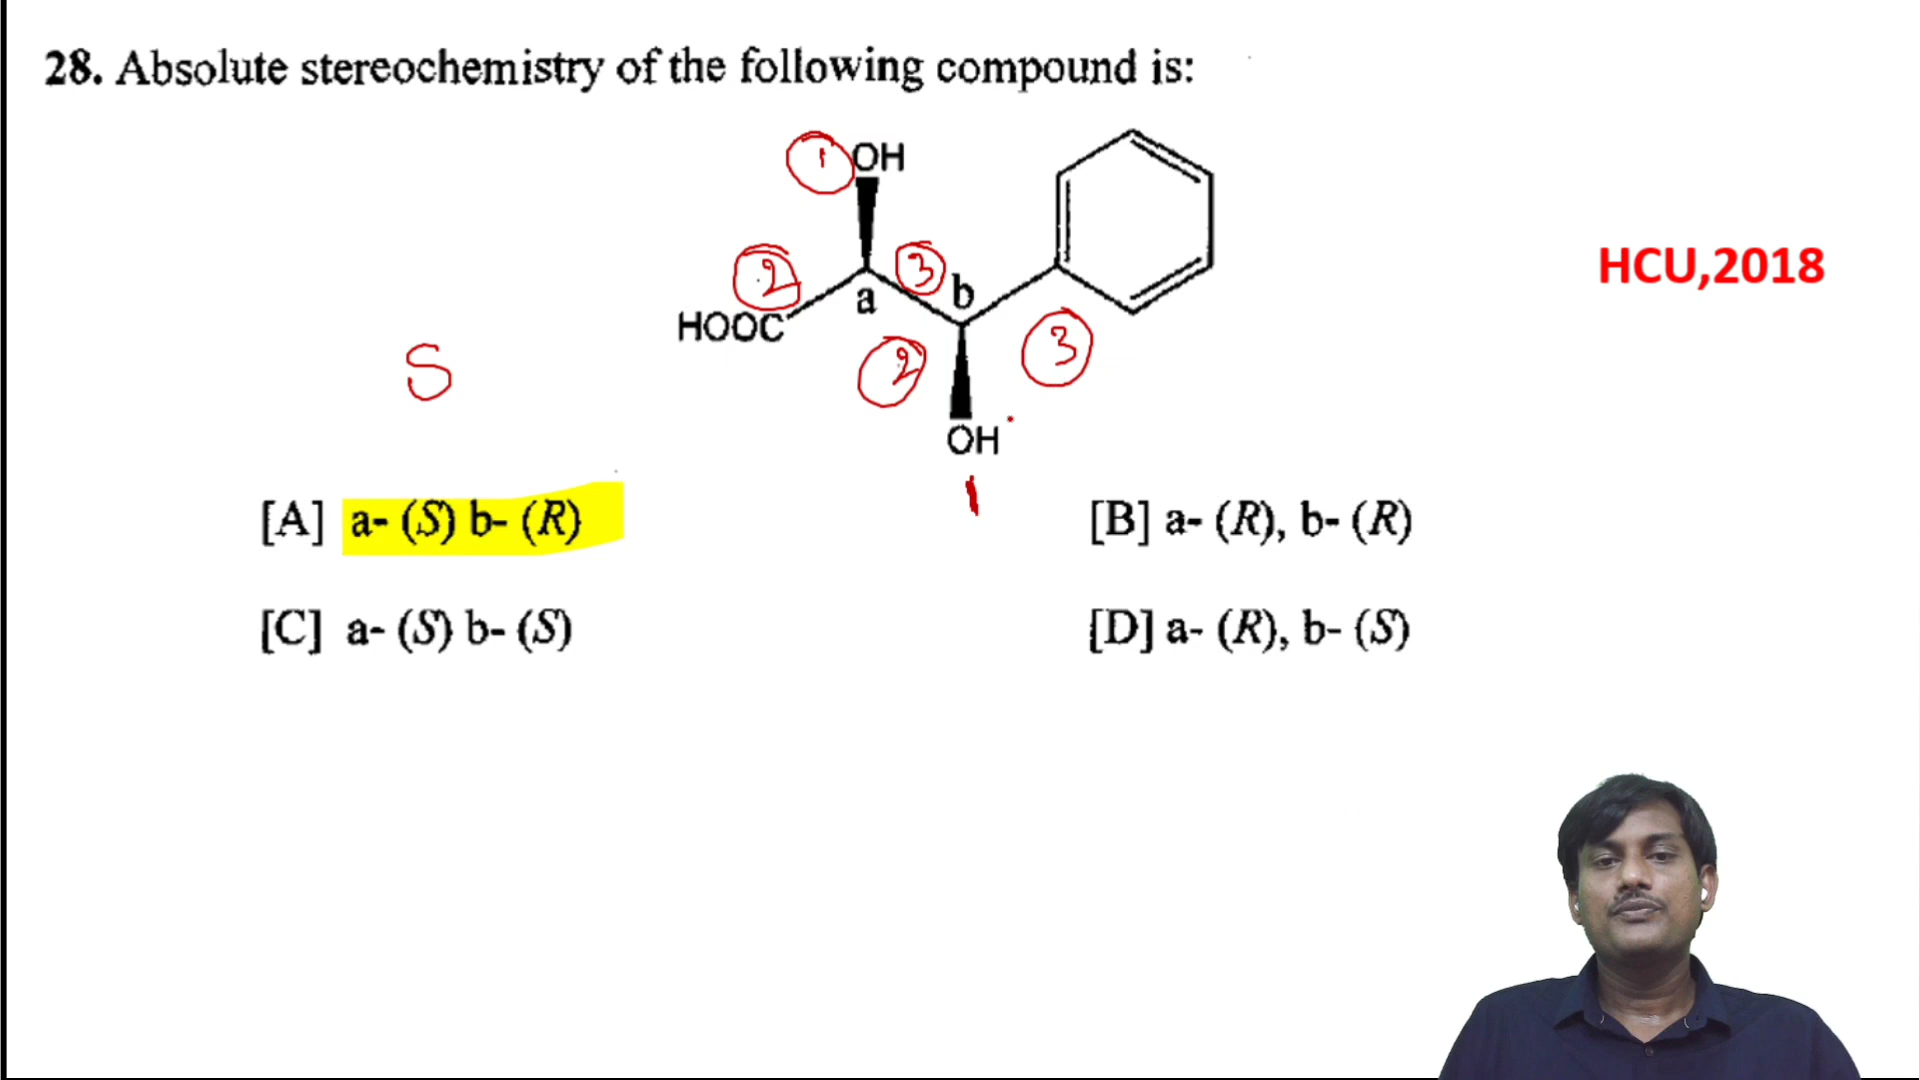 28. Absolute stereochemistry of the following compound is:
1 OH
2 3
a b
HOOC
S 2 3
OH
1
HCU,2018
[A] a- (S) b- (R) [B] a- (R), b- (R)
[C] a- (S) b- (S) [D] a- (R), b- (S)